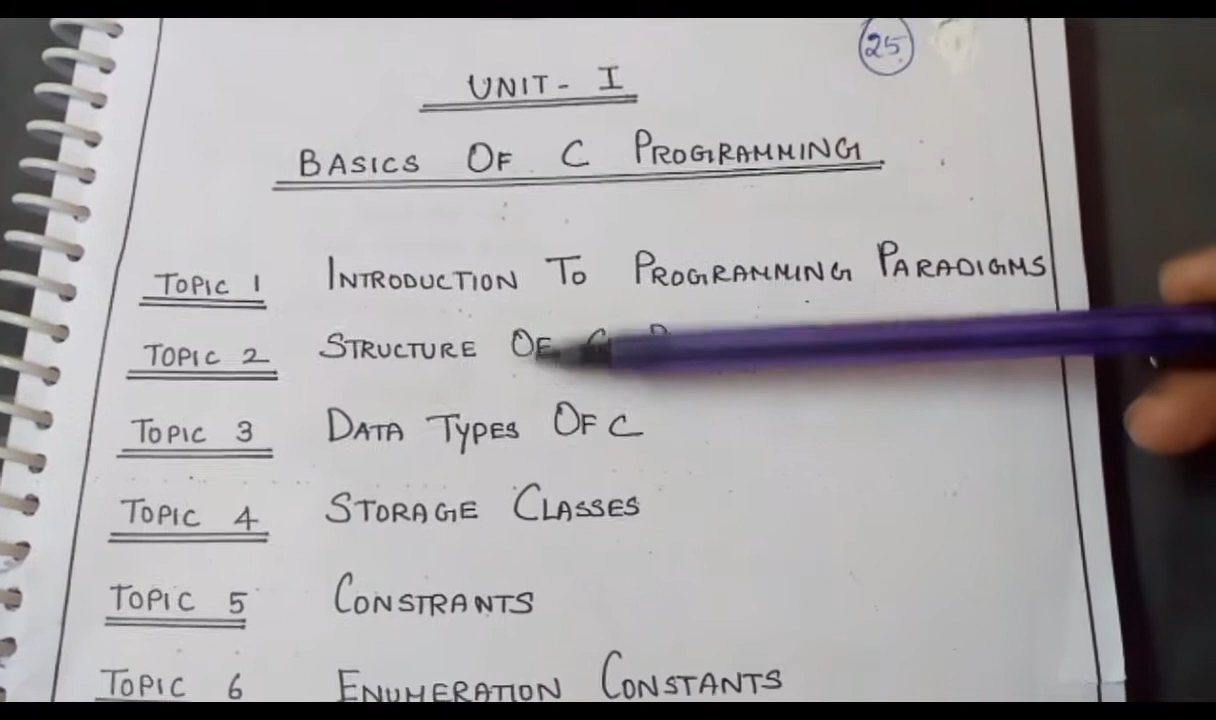 25
UNIT - I
BASICS OF C PROGRAMMING
TOPIC 1 INTRODUCTION TO PROGRAMMING PARADIGMS
TOPIC 2 STRUCTURE OF C
TOPIC 3 DATA TYPES OF C
TOPIC 4 STORAGE CLASSES
TOPIC 5 CONSTRANTS
TOPIC 6 ENUMERATION CONSTANTS